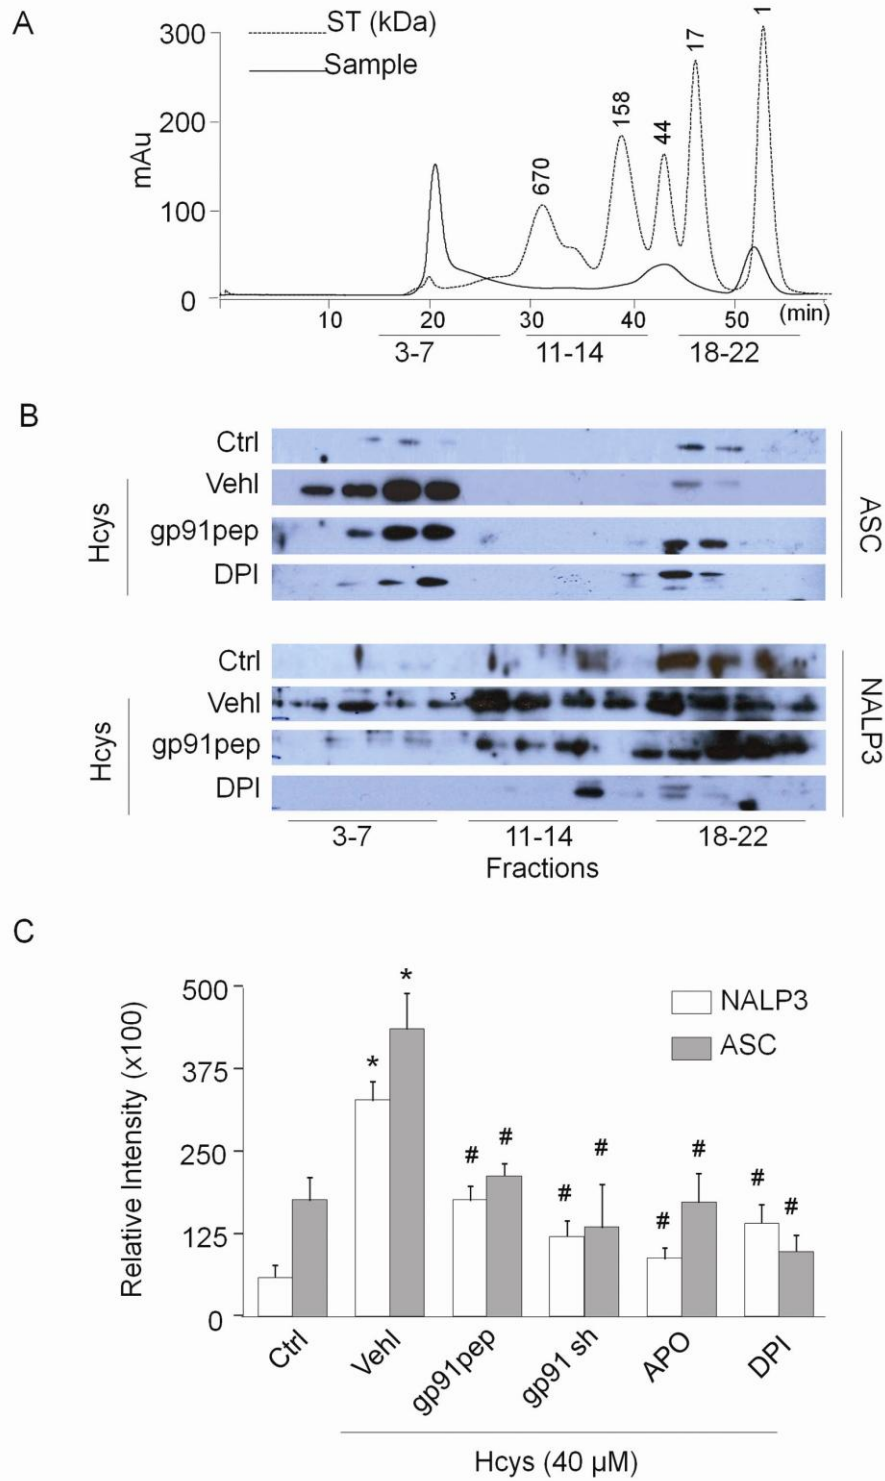 A
ST (kDa)
Sample
mAu
300
200
100
0
670
158
44
17
1
10 20 30 40 50 (min)
3-7 11-14 18-22
B
Ctrl
Vehl
gp91pep
DPI
Hcys
ASC
Ctrl
Vehl
gp91pep
DPI
Hcys
NALP3
3-7 11-14 18-22
Fractions
C
Relative Intensity (x100)
500
375
250
125
0
NALP3
ASC
* *
# # # # # # # #
Ctrl Vehl gp91pep gp91 sh APO DPI
Hcys (40 µM)